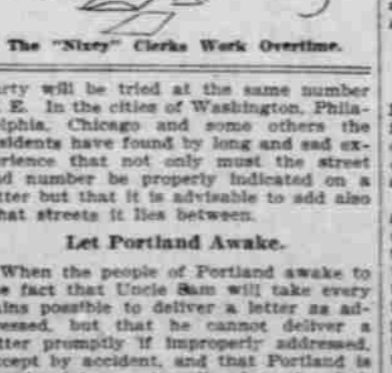 The "Nixey" Clerks Work Overtime.
arty will be tried at the same number
E. In the cities of Washington, Phila-
elphia, Chicago and some others the
sidents have found by long and sad ex-
rience that not only must the street
d number be properly indicated on a
tter but that it is advisable to add also
hat streets it lies between.
Let Portland Awake.
When the people of Portland awake to
e fact that Uncle Sam will take every
ains possible to deliver a letter as ad-
essed, but that he cannot deliver a
tter promptly if improperly addressed,
cept by accident, and that Portland is